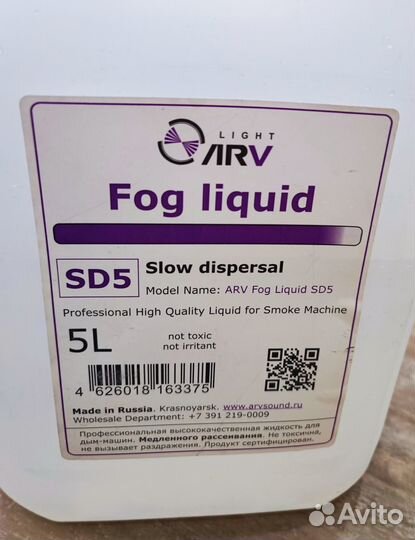 LIGHT
ARV
Fog liquid
SD5
Slow dispersal
Model Name: ARV Fog Liquid SD5
Professional High Quality Liquid for Smoke Machine
5L
not toxic
not irritant
4 626018 163375
Made in Russia. Krasnoyarsk. www.arvsound.ru
Wholesale Department: +7 391 219-0009
Профессиональная высококачественная жидкость для
дым-машин. Медленного рассеивания. Не токсична,
не вызывает раздражения. Продукт сертифицирован.
Avito